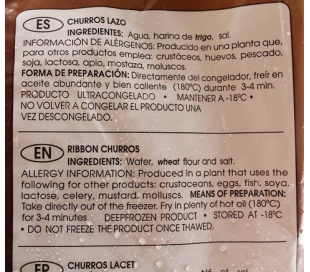 ES CHURROS LAZO
INGREDIENTES: Agua, harina de trigo, sal.
INFORMACIÓN DE ALÉRGENOS: Producido en una planta que,
para otros productos emplea: crustáceos, huevos, pescado,
soja, lactosa, apio, mostaza, moluscos.
FORMA DE PREPARACIÓN: Directamente del congelador, freír en
aceite abundante y bien caliente (180ºC) durante 3-4 min.
PRODUCTO ULTRACONGELADO • MANTENER A -18ºC •
NO VOLVER A CONGELAR EL PRODUCTO UNA
VEZ DESCONGELADO.
EN RIBBON CHURROS
INGREDIENTS: Water, wheat flour and salt.
ALLERGY INFORMATION: Produced in a plant that uses the
following for other products: crustaceans, eggs, fish, soya,
lactose, celery, mustard, molluscs. MEANS OF PREPARATION:
Take directly out of the freezer. Fry in plenty of hot oil (180ºC)
for 3-4 minutes. DEEPFROZEN PRODUCT • STORED AT -18ºC
• DO NOT FREEZE THE PRODUCT ONCE THAWED.
FR CHURROS LACET
sel.